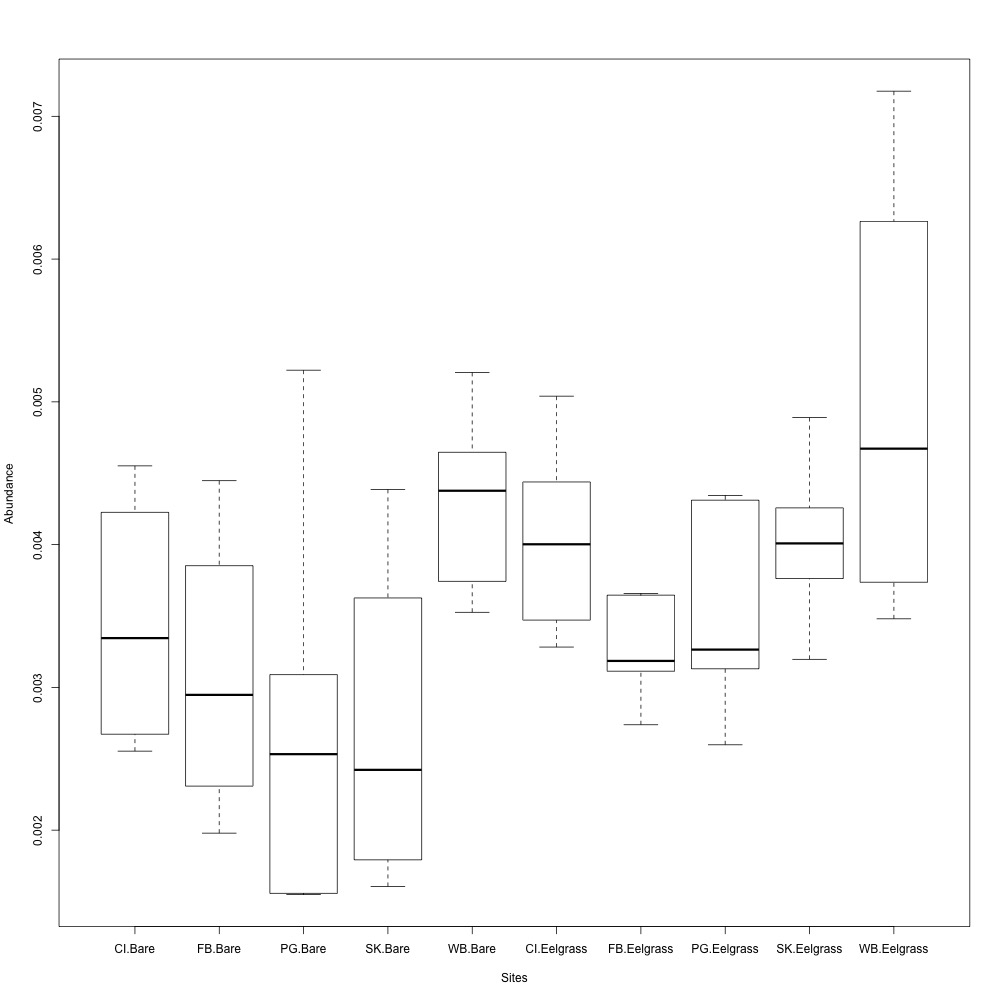 0.007
0.006
0.005
0.004
0.003
0.002
Abundance
CI.Bare FB.Bare PG.Bare SK.Bare WB.Bare CI.Eelgrass FB.Eelgrass PG.Eelgrass SK.Eelgrass WB.Eelgrass
Sites